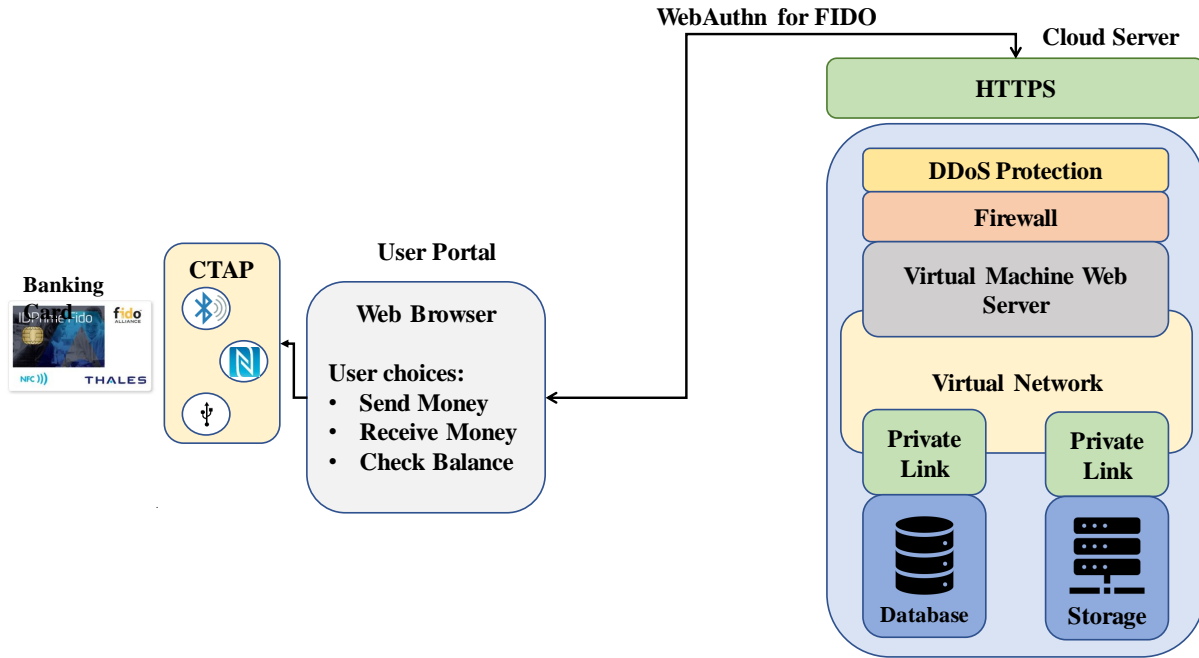 WebAuthn for FIDO
Cloud Server
HTTPS
DDoS Protection
Firewall
Virtual Machine Web
Server
Virtual Network
Private
Link
Private
Link
Database
Storage
User Portal
Web Browser
User choices:
• Send Money
• Receive Money
• Check Balance
CTAP
Banking
Card
IDPrime Fido
fido
ALLIANCE
NFC
THALES